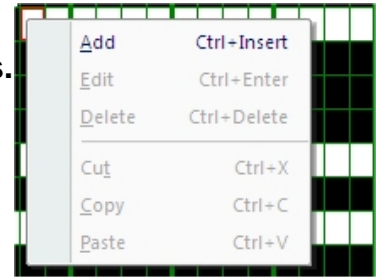 s.
Add Ctrl+Insert
Edit Ctrl+Enter
Delete Ctrl+Delete
Cut Ctrl+X
Copy Ctrl+C
Paste Ctrl+V